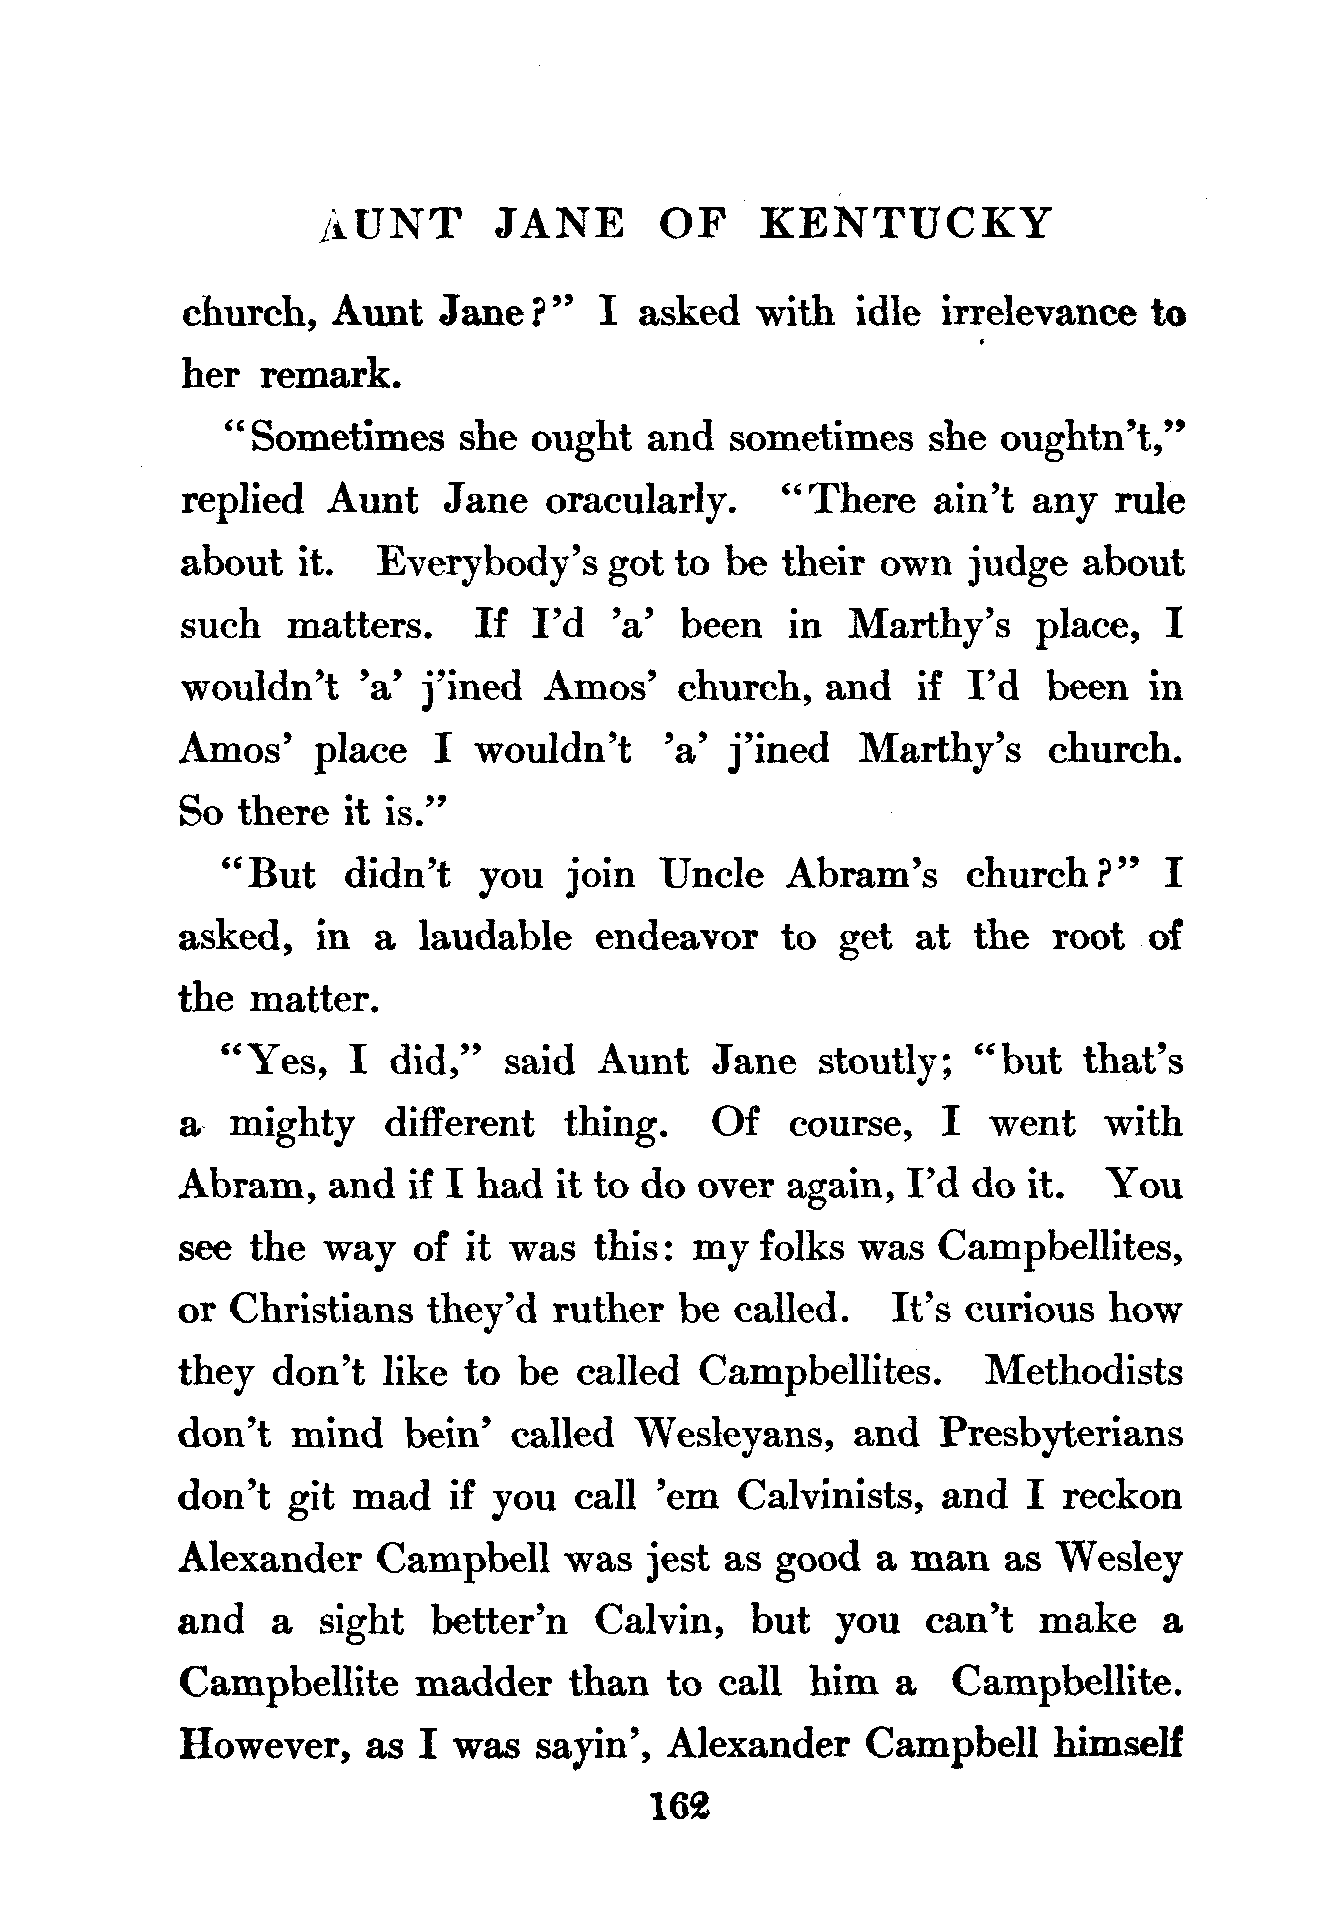 AUNT JANE OF KENTUCKY
church, Aunt Jane?” I asked with idle irrelevance to
her remark.
“Sometimes she ought and sometimes she oughtn’t,”
replied Aunt Jane oracularly. “There ain’t any rule
about it. Everybody’s got to be their own judge about
such matters. If I’d ’a’ been in Marthy’s place, I
wouldn’t ’a’ j’ined Amos’ church, and if I’d been in
Amos’ place I wouldn’t ’a’ j’ined Marthy’s church.
So there it is.”
“But didn’t you join Uncle Abram’s church?” I
asked, in a laudable endeavor to get at the root of
the matter.
“Yes, I did,” said Aunt Jane stoutly; “but that’s
a mighty different thing. Of course, I went with
Abram, and if I had it to do over again, I’d do it. You
see the way of it was this: my folks was Campbellites,
or Christians they’d ruther be called. It’s curious how
they don’t like to be called Campbellites. Methodists
don’t mind bein’ called Wesleyans, and Presbyterians
don’t git mad if you call ’em Calvinists, and I reckon
Alexander Campbell was jest as good a man as Wesley
and a sight better’n Calvin, but you can’t make a
Campbellite madder than to call him a Campbellite.
However, as I was sayin’, Alexander Campbell himself
162